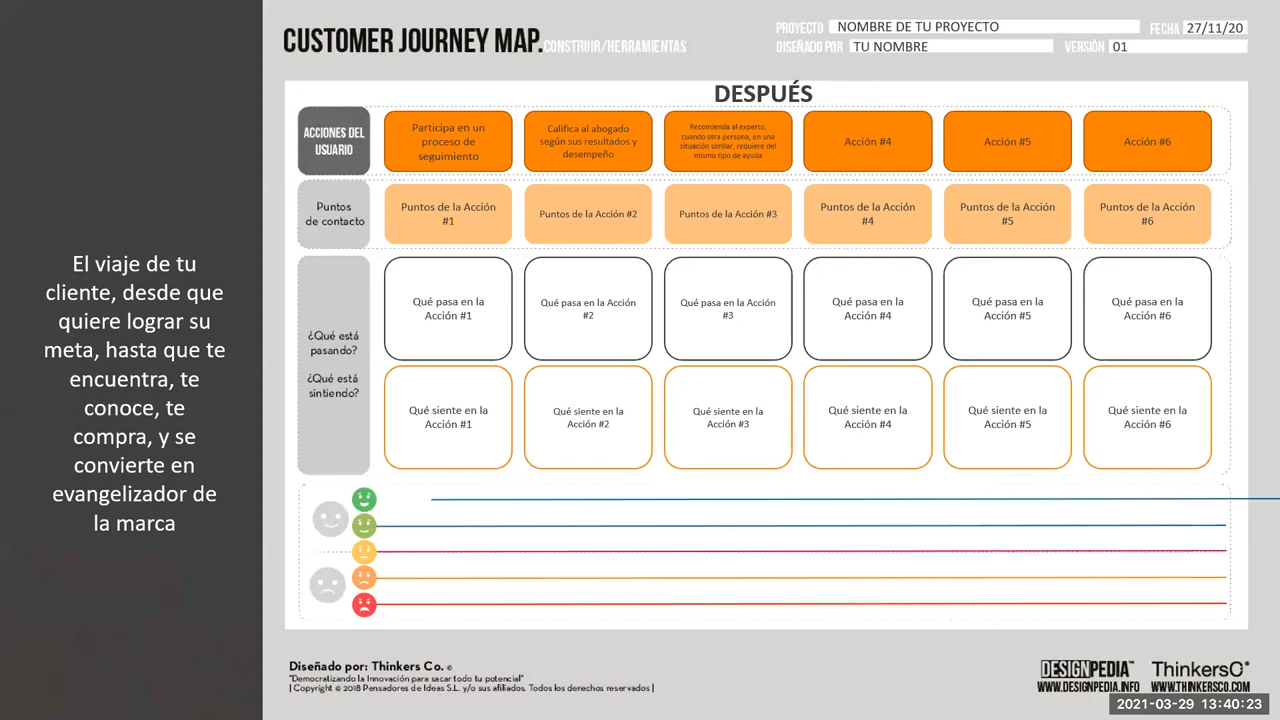 CUSTOMER JOURNEY MAP.
CONSTRUIR/HERRAMIENTAS
PROYECTO NOMBRE DE TU PROYECTO
FECHA 27/11/20
DISEÑADO POR TU NOMBRE
VERSIÓN 01
El viaje de tu
cliente, desde que
quiere lograr su
meta, hasta que te
encuentra, te
conoce, te
compra, y se
convierte en
evangelizador de
la marca
DESPUÉS
ACCIONES DEL
USUARIO
Participa en un
proceso de
seguimiento
Califica al abogado
según sus resultados y
desempeño
Recomienda al experto,
cuando otra persona, en una
situación similar, requiere del
mismo tipo de ayuda
Acción #4
Acción #5
Acción #6
Puntos
de contacto
Puntos de la Acción
#1
Puntos de la Acción #2
Puntos de la Acción #3
Puntos de la Acción
#4
Puntos de la Acción
#5
Puntos de la Acción
#6
¿Qué está
pasando?
¿Qué está
sintiendo?
Qué pasa en la
Acción #1
Qué pasa en la Acción
#2
Qué pasa en la Acción
#3
Qué pasa en la
Acción #4
Qué pasa en la
Acción #5
Qué pasa en la
Acción #6
Qué siente en la
Acción #1
Qué siente en la
Acción #2
Qué siente en la
Acción #3
Qué siente en la
Acción #4
Qué siente en la
Acción #5
Qué siente en la
Acción #6
Diseñado por: Thinkers Co. ©
"Democratizando la Innovación para sacar todo tu potencial"
| Copyright © 2018 Pensadores de Ideas S.L. y/o sus afiliados. Todos los derechos reservados |
DESIGNPEDIA™
WWW.DESIGNPEDIA.INFO
ThinkersCo
WWW.THINKERSCO.COM
2021-03-29 13:40:23